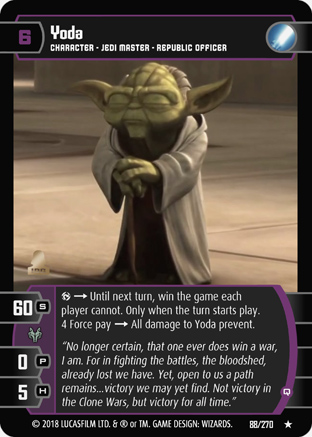 6
Yoda
CHARACTER • JEDI MASTER • REPUBLIC OFFICER
60 S
0 P
5 H
→ Until next turn, win the game each
player cannot. Only when the turn starts play.
4 Force pay → All damage to Yoda prevent.
“No longer certain, that one ever does win a war,
I am. For in fighting the battles, the bloodshed,
already lost we have. Yet, open to us a path
remains...victory we may yet find. Not victory in
the Clone Wars, but victory for all time.”
© 2018 LUCASFILM LTD. & ® or TM. GAME DESIGN: WIZARDS.
88/270